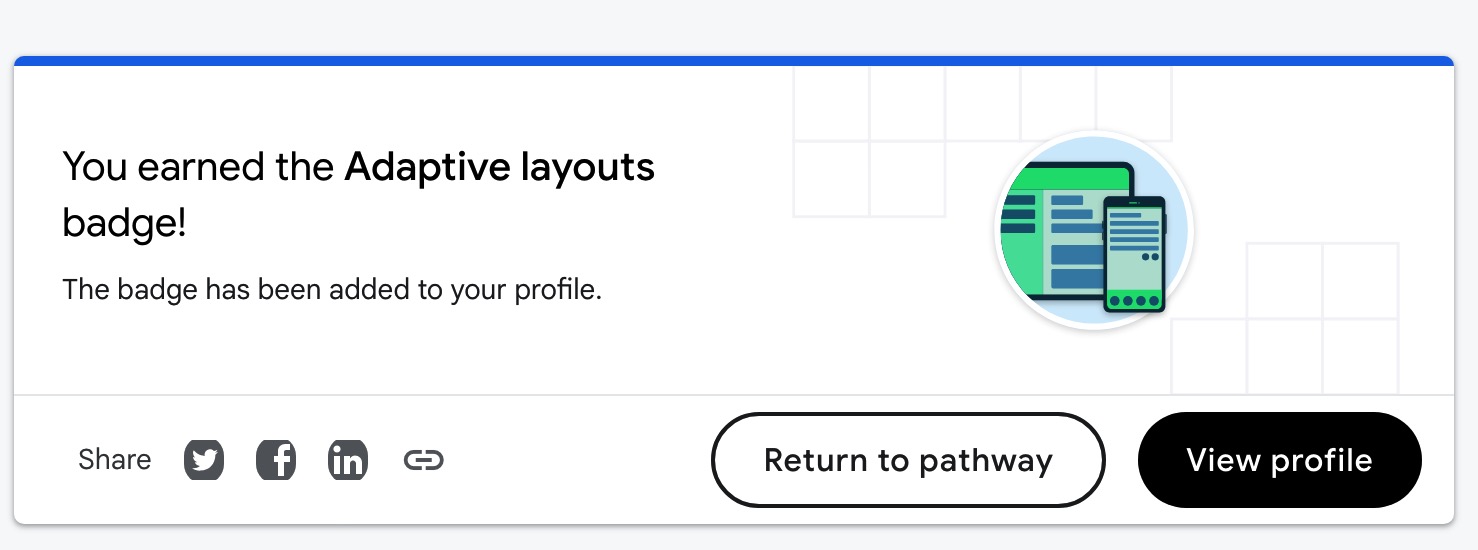 You earned the Adaptive layouts
badge!
The badge has been added to your profile.
Share
Return to pathway
View profile